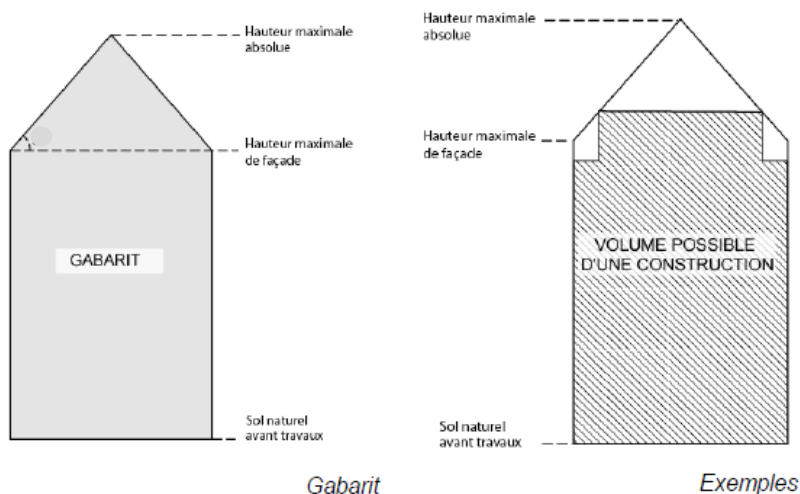 Hauteur maximale
absolue
Hauteur maximale
de façade
GABARIT
Sol naturel
avant travaux
Gabarit
Hauteur maximale
absolue
Hauteur maximale
de façade
VOLUME POSSIBLE
D'UNE CONSTRUCTION
Sol naturel
avant travaux
Exemples